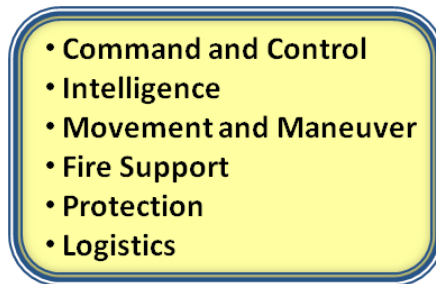 • Command and Control
• Intelligence
• Movement and Maneuver
• Fire Support
• Protection
• Logistics